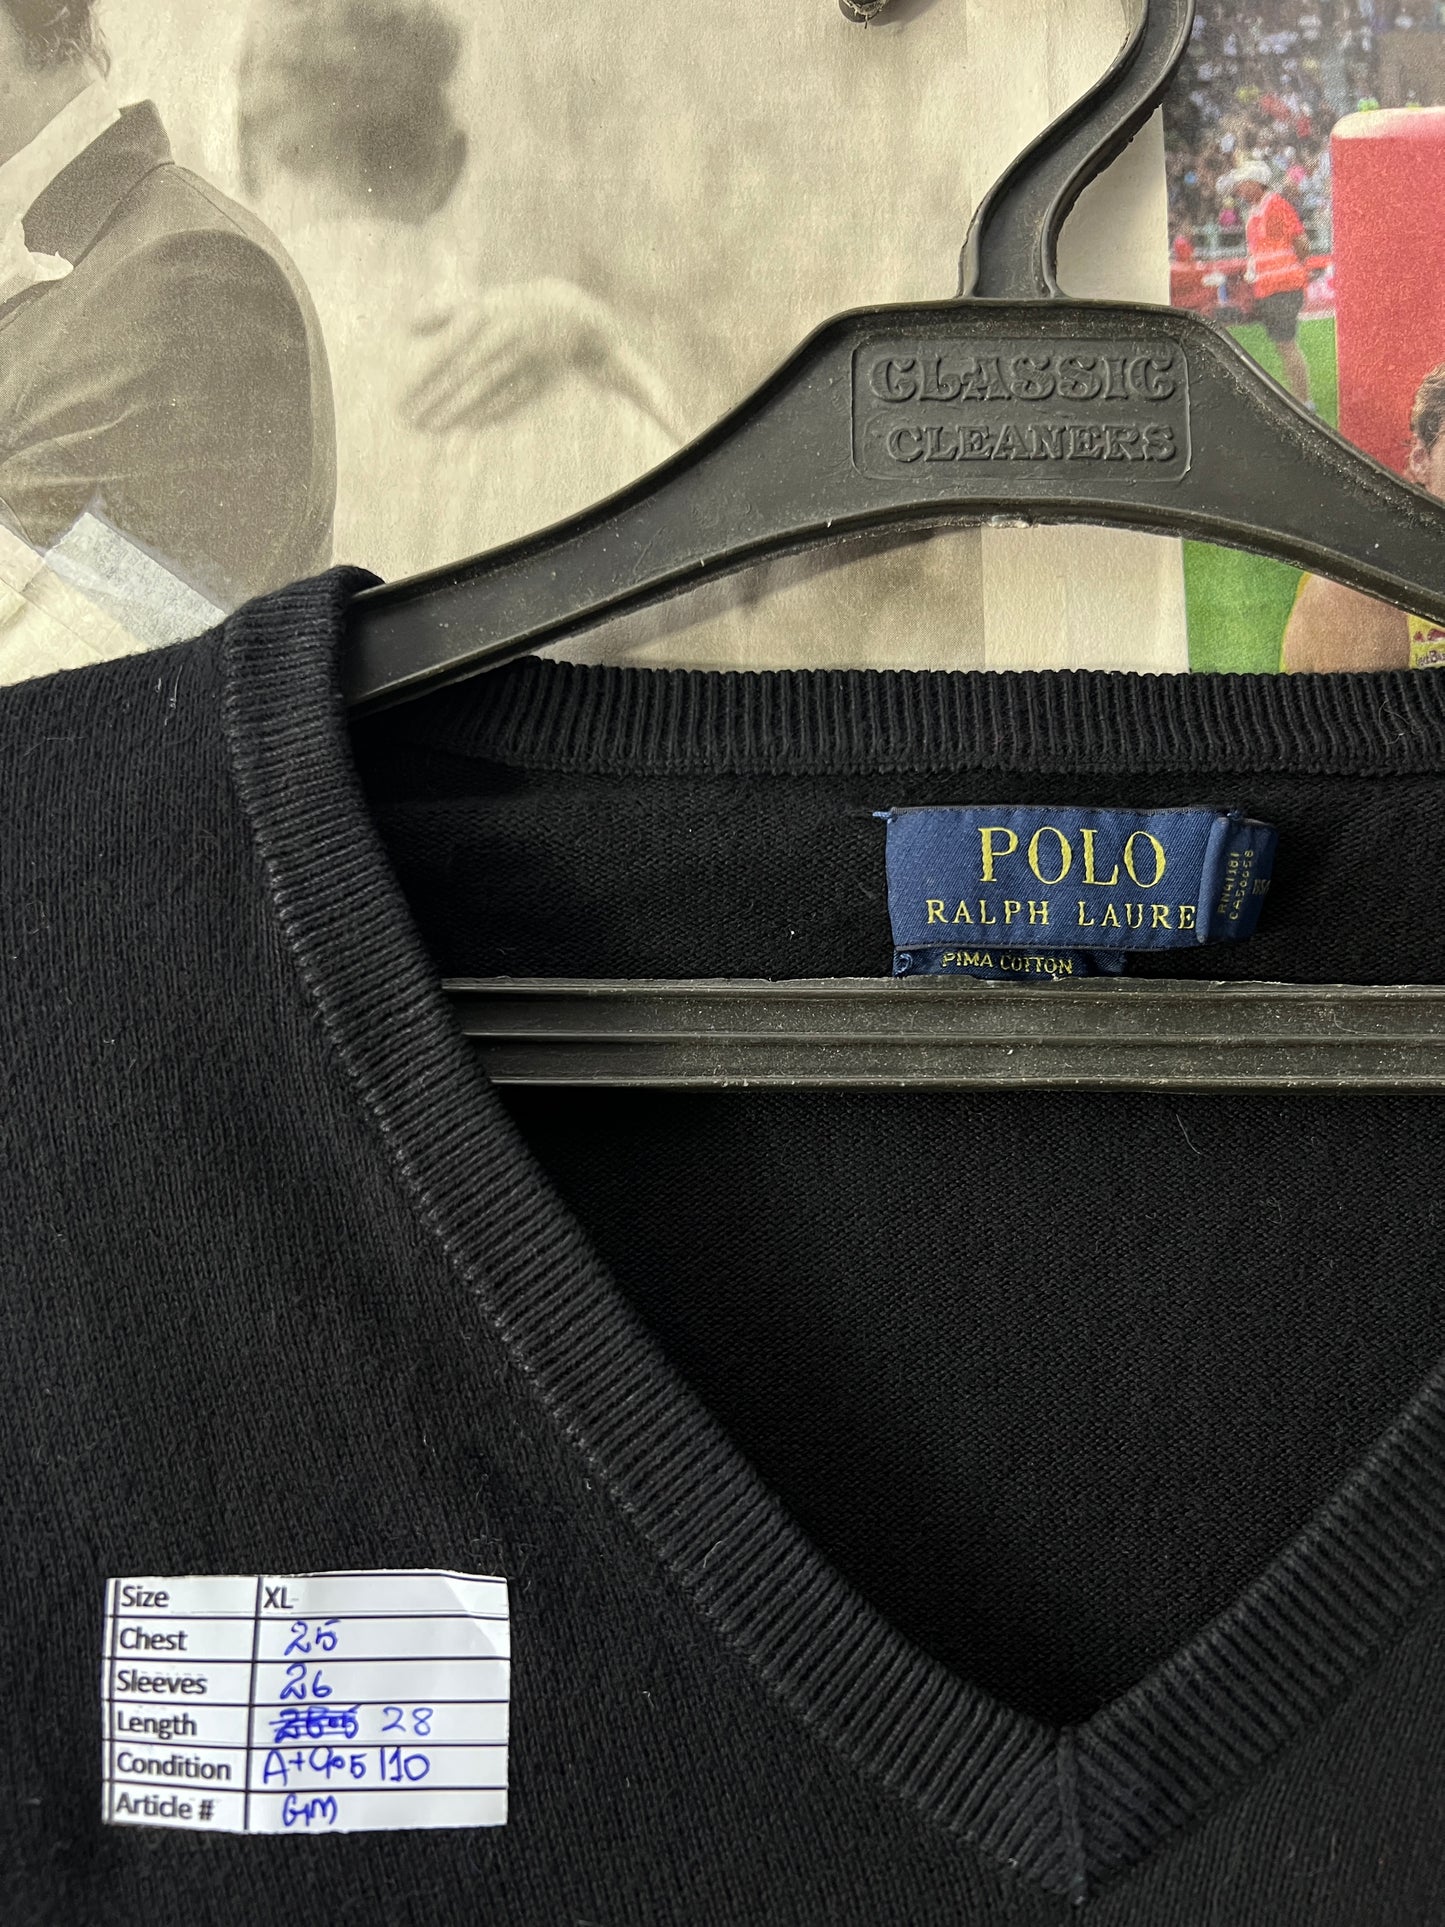 CLASSIC
CLEANERS
POLO
RALPH LAURE
PIMA COTTON
RN41381
Size XL
Chest 25
Sleeves 26
Length 28
Condition A+ 9.5/10
Article # GM